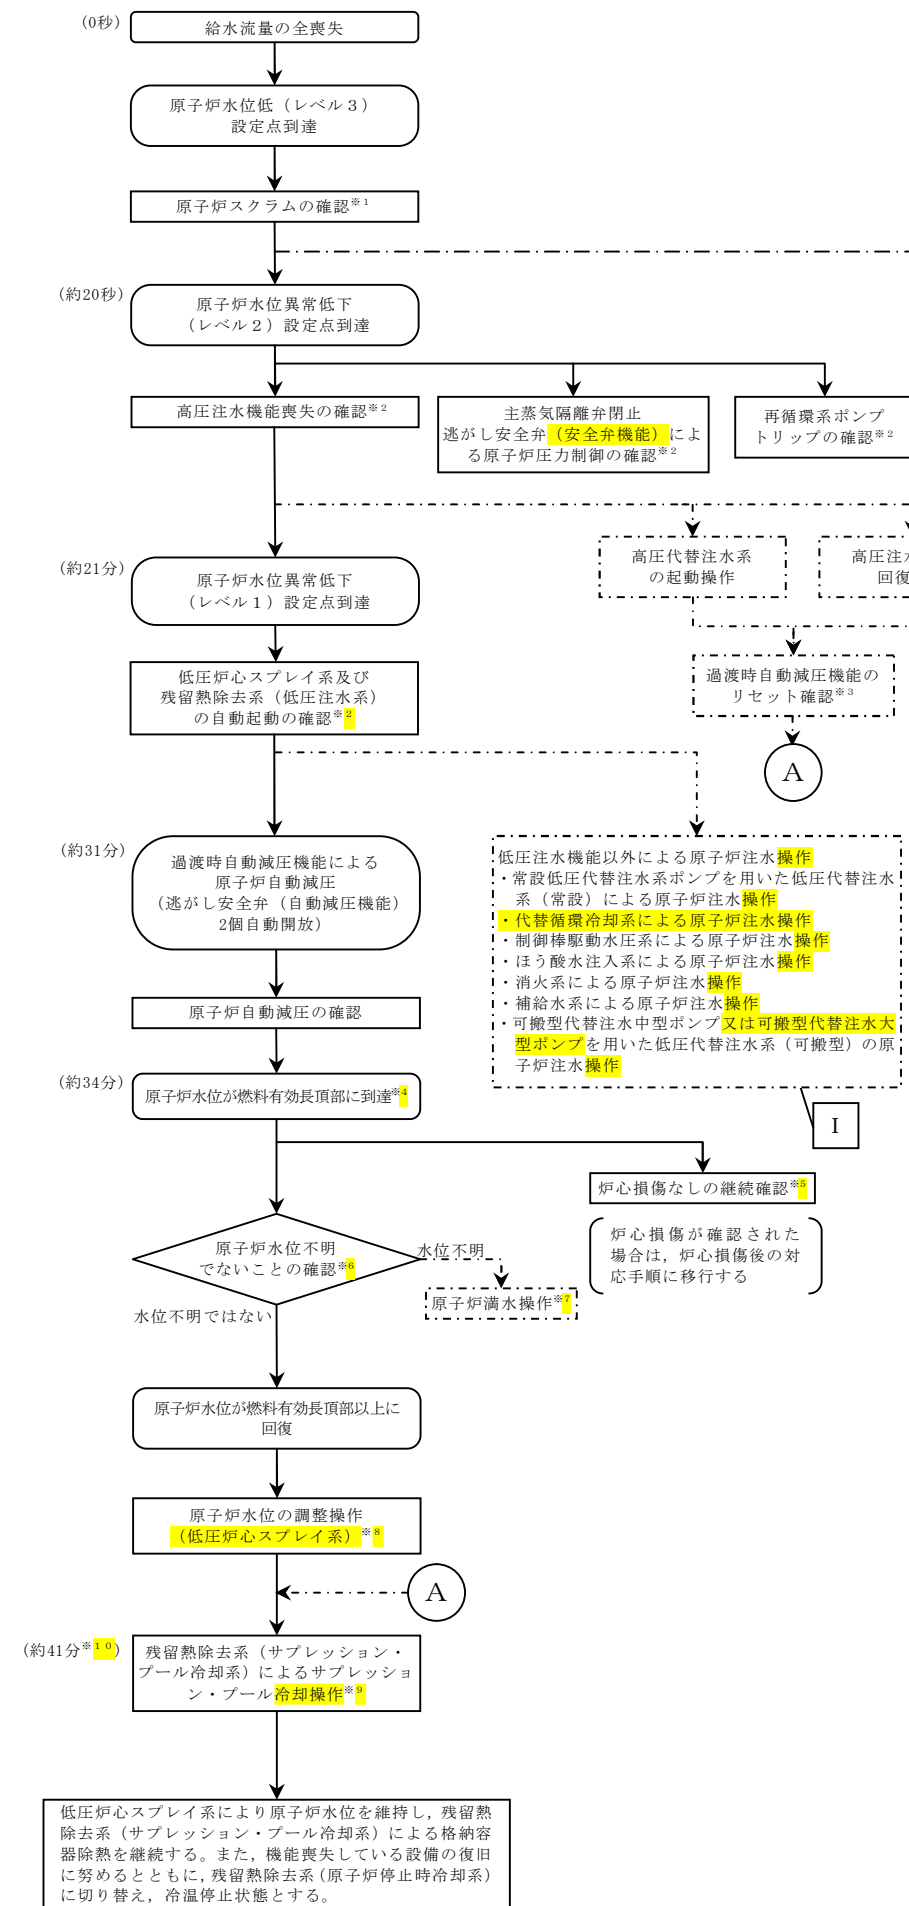 (0秒)
給水流量の全喪失
原子炉水位低（レベル３）
設定点到達
原子炉スクラムの確認※１
(約20秒)
原子炉水位異常低下
（レベル２）設定点到達
高圧注水機能喪失の確認※２
主蒸気隔離弁閉止
逃がし安全弁（安全弁機能）によ
る原子炉圧力制御の確認※２
再循環系ポンプ
トリップの確認※２
高圧代替注水系
の起動操作
高圧注水
回復
(約21分)
原子炉水位異常低下
（レベル１）設定点到達
過渡時自動減圧機能の
リセット確認※３
A
低圧炉心スプレイ系及び
残留熱除去系（低圧注水系）
の自動起動の確認※２
(約31分)
過渡時自動減圧機能による
原子炉自動減圧
（逃がし安全弁（自動減圧機能）
2個自動開放）
低圧注水機能以外による原子炉注水操作
・常設低圧代替注水系ポンプを用いた低圧代替注水
系（常設）による原子炉注水操作
・代替循環冷却系による原子炉注水操作
・制御棒駆動水圧系による原子炉注水操作
・ほう酸水注入系による原子炉注水操作
・消火系による原子炉注水操作
・補給水系による原子炉注水操作
・可搬型代替注水中型ポンプ又は可搬型代替注水大
型ポンプを用いた低圧代替注水系（可搬型）の原
子炉注水操作
I
原子炉自動減圧の確認
(約34分)
原子炉水位が燃料有効長頂部に到達※４
炉心損傷なしの継続確認※５
炉心損傷が確認された
場合は，炉心損傷後の対
応手順に移行する
原子炉水位不明
でないことの確認※６
水位不明
原子炉満水操作※７
水位不明ではない
原子炉水位が燃料有効長頂部以上に
回復
原子炉水位の調整操作
（低圧炉心スプレイ系）※８
A
(約41分※１０)
残留熱除去系（サプレッション・
プール冷却系）によるサプレッショ
ン・プール冷却操作※９
低圧炉心スプレイ系により原子炉水位を維持し，残留熱
除去系（サプレッション・プール冷却系）による格納容
器除熱を継続する。また，機能喪失している設備の復旧
に努めるとともに，残留熱除去系（原子炉停止時冷却系）
に切り替え，冷温停止状態とする。